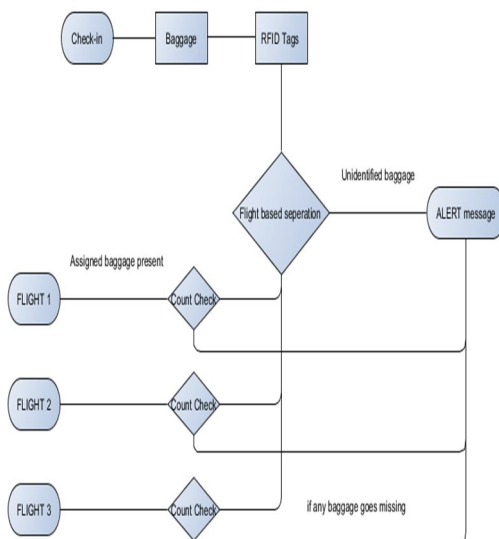 Check-in
Baggage
RFID Tags
Unidentified baggage
Flight based seperation
ALERT message
Assigned baggage present
FLIGHT 1
Count Check
FLIGHT 2
Count Check
FLIGHT 3
Count Check
if any baggage goes missing